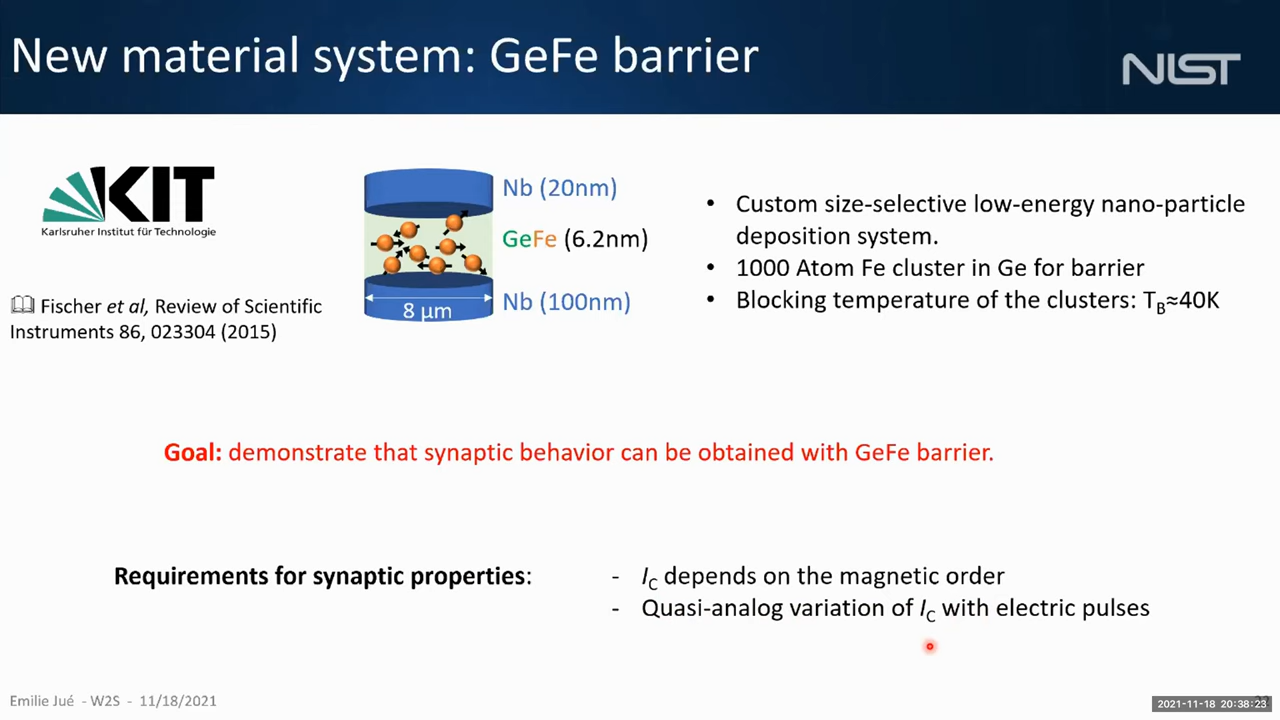 New material system: GeFe barrier
NIST
KIT
Karlsruher Institut für Technologie
Fischer et al, Review of Scientific
Instruments 86, 023304 (2015)
Nb (20nm)
GeFe (6.2nm)
Nb (100nm)
8 µm
• Custom size-selective low-energy nano-particle
deposition system.
• 1000 Atom Fe cluster in Ge for barrier
• Blocking temperature of the clusters: TB≈40K
Goal: demonstrate that synaptic behavior can be obtained with GeFe barrier.
Requirements for synaptic properties:
- IC depends on the magnetic order
- Quasi-analog variation of IC with electric pulses
Emilie Jué - W2S - 11/18/2021
2021-11-18 20:38:23